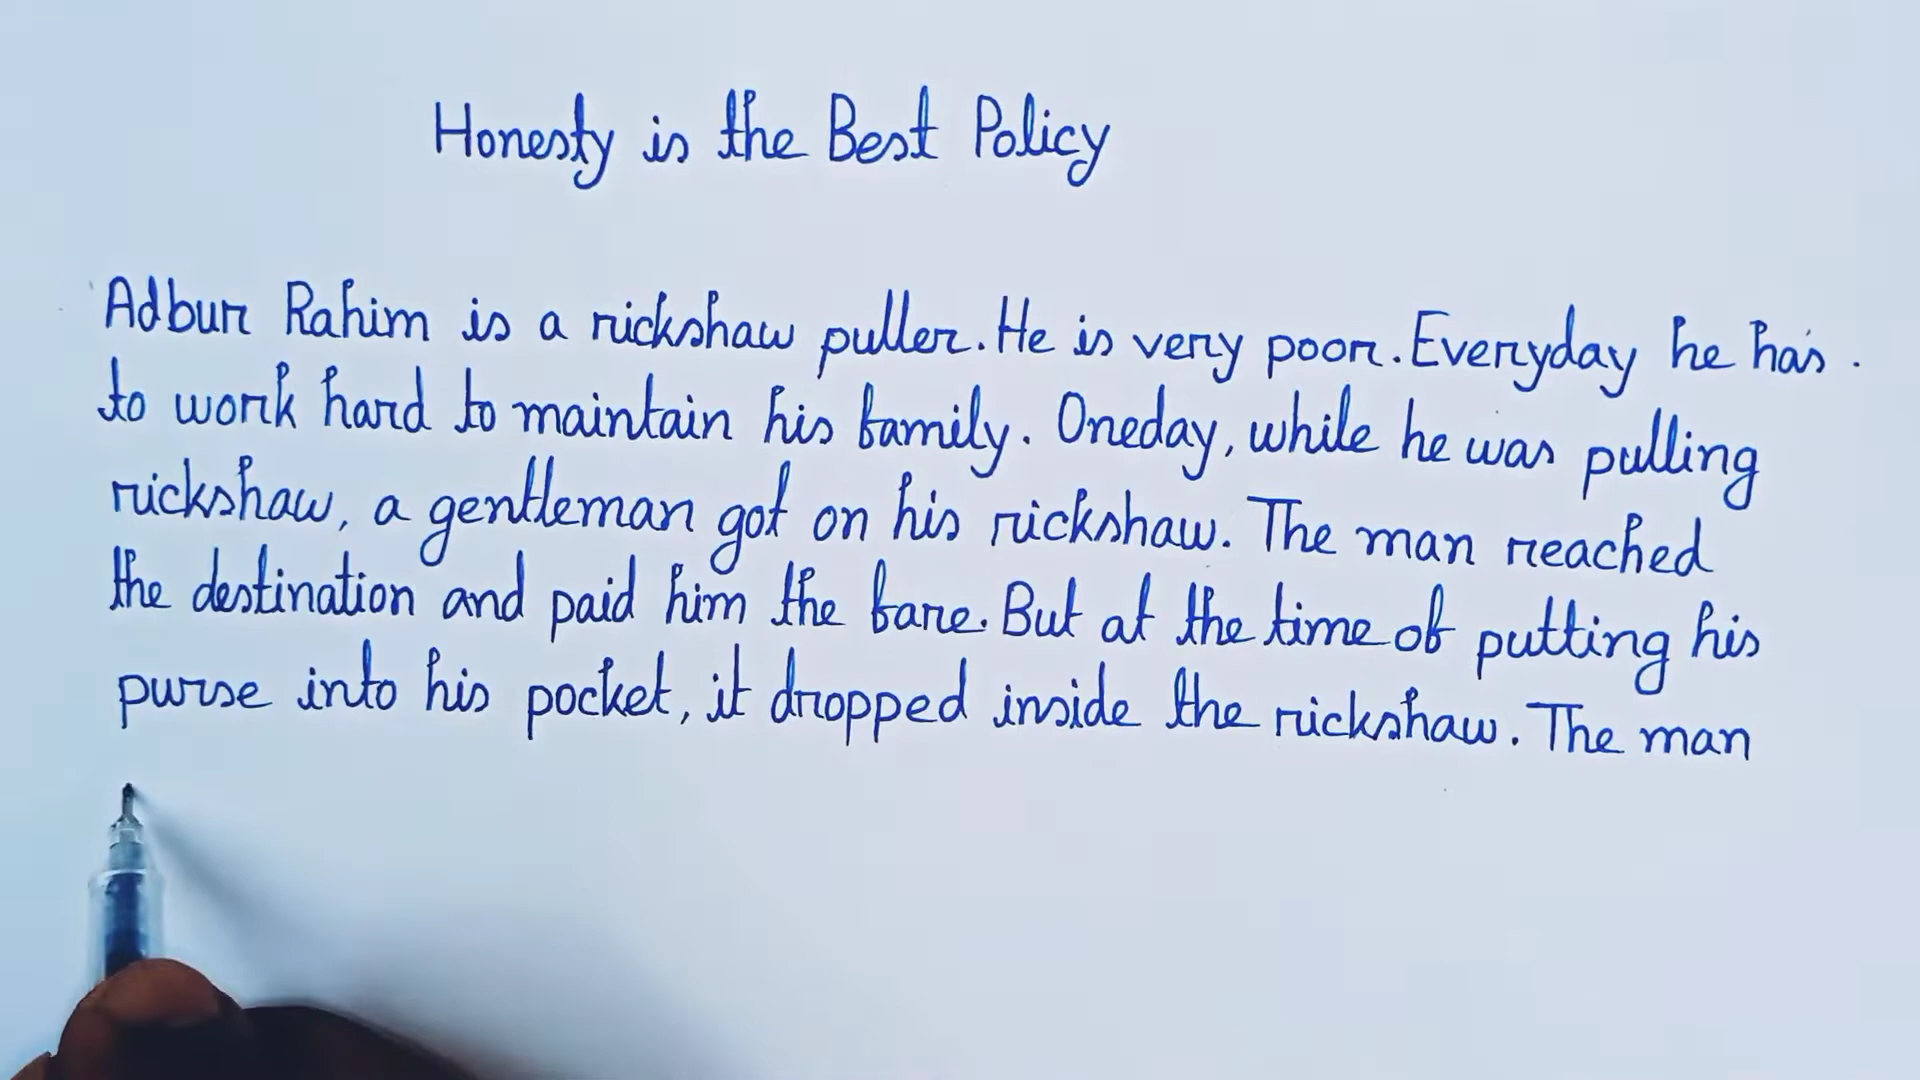 Honesty is the Best Policy
Adbur Rahim is a rickshaw puller. He is very poor. Everyday he has
to work hard to maintain his family. Oneday, while he was pulling
rickshaw, a gentleman got on his rickshaw. The man reached
the destination and paid him the fare. But at the time of putting his
purse into his pocket, it dropped inside the rickshaw. The man